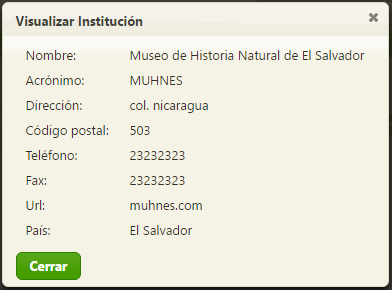 Visualizar Institución
Nombre: Museo de Historia Natural de El Salvador
Acrónimo: MUHNES
Dirección: col. nicaragua
Código postal: 503
Teléfono: 23232323
Fax: 23232323
Url: muhnes.com
País: El Salvador
Cerrar